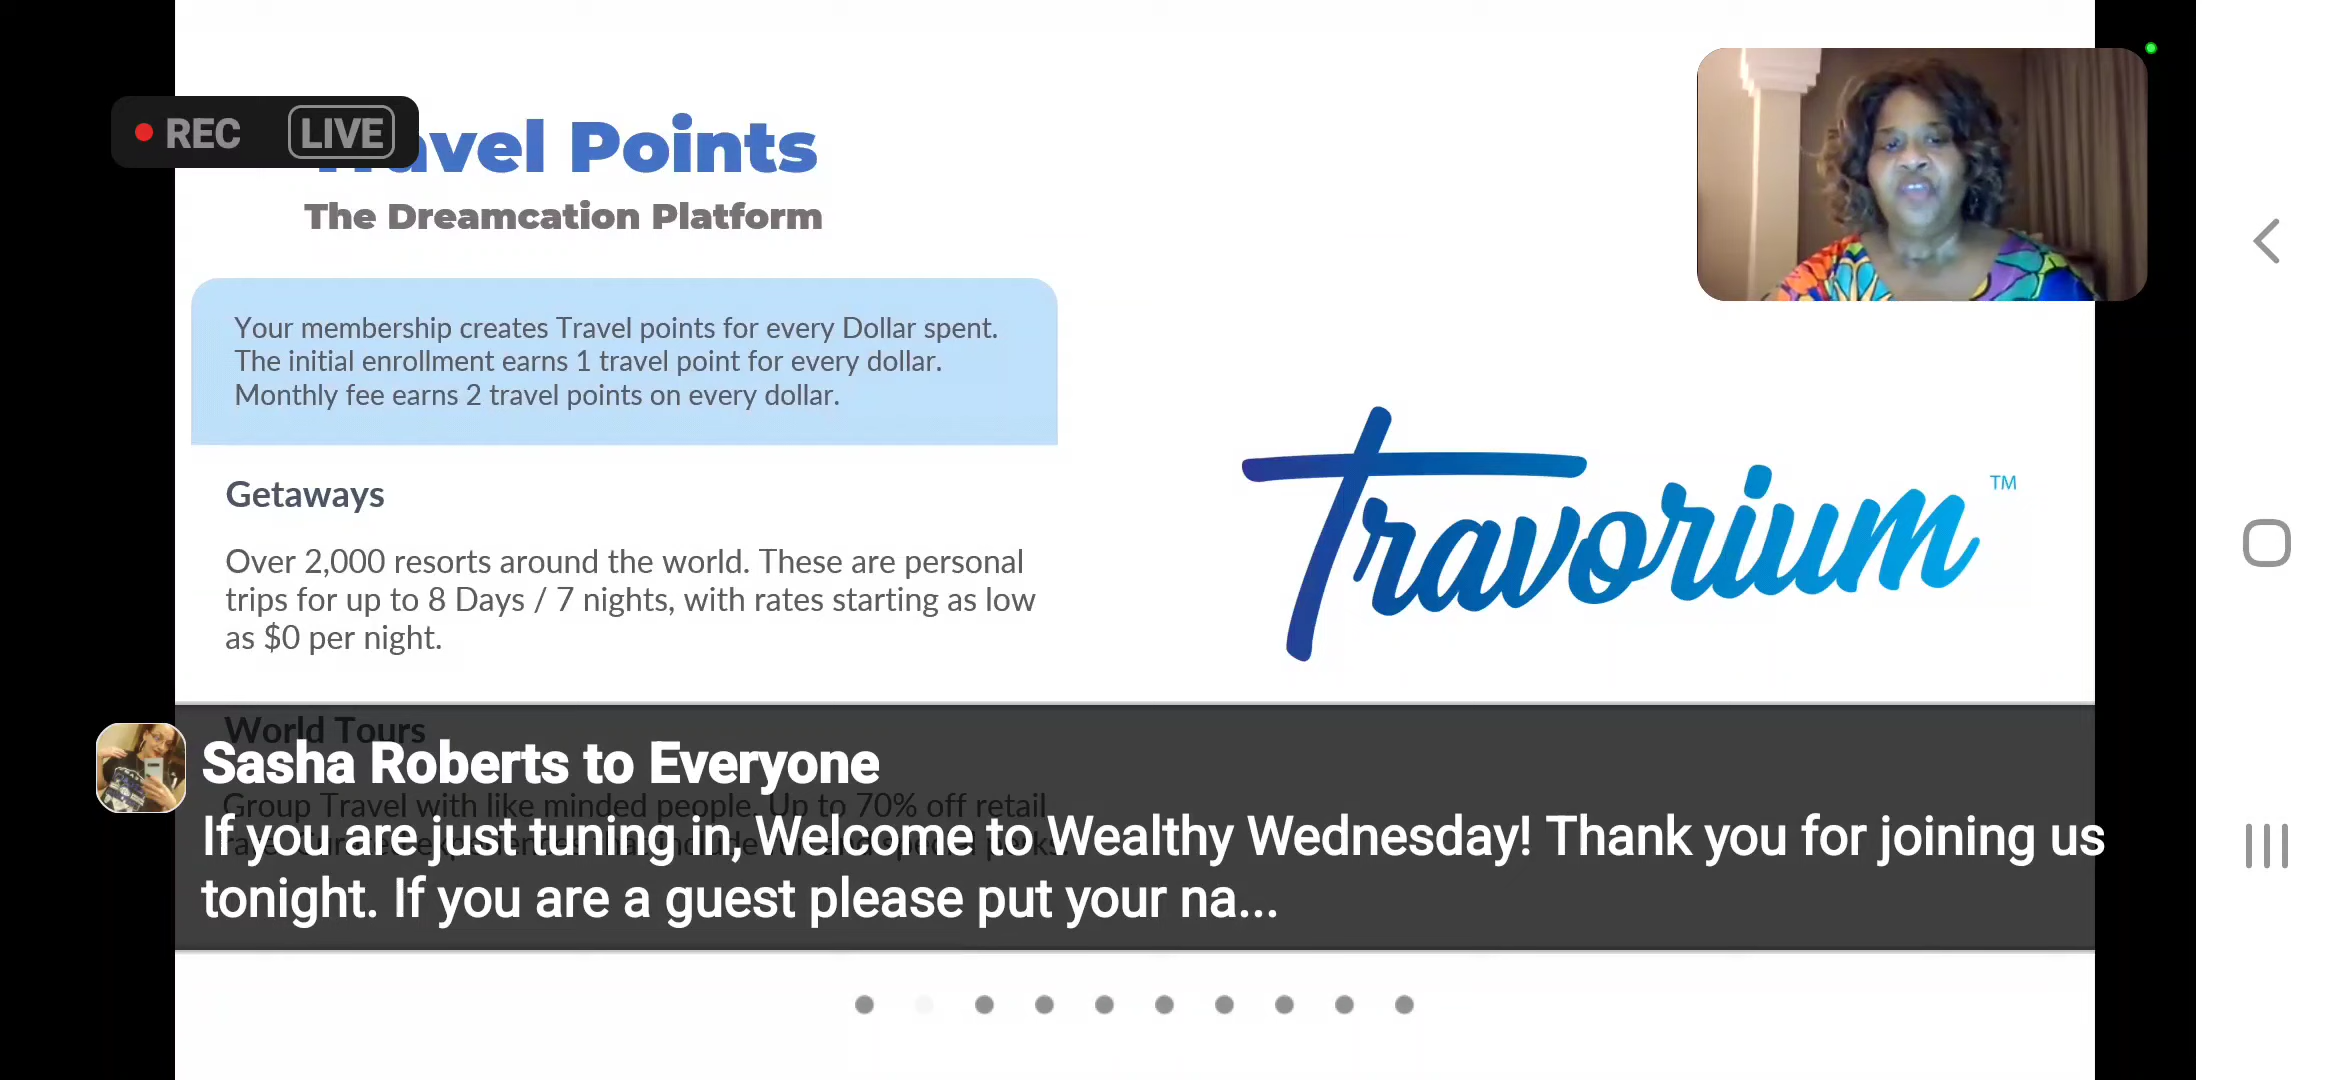 REC LIVE
avel Points
The Dreamcation Platform
Your membership creates Travel points for every Dollar spent.
The initial enrollment earns 1 travel point for every dollar.
Monthly fee earns 2 travel points on every dollar.
Getaways
Over 2,000 resorts around the world. These are personal
trips for up to 8 Days / 7 nights, with rates starting as low
as $0 per night.
Travorium™
World Tours
Sasha Roberts to Everyone
Group Travel with like minded people. Up to 70% off retail
If you are just tuning in, Welcome to Wealthy Wednesday! Thank you for joining us
tonight. If you are a guest please put your na...